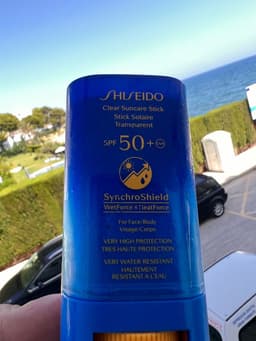 SHISEIDO
Clear Suncare Stick
Stick Solaire
Transparent
SPF 50+
SynchroShield
WetForce x HeatForce
For Face/Body
Visage/Corps
VERY HIGH PROTECTION
TRÈS HAUTE PROTECTION
VERY WATER-RESISTANT
HAUTEMENT
RÉSISTANT À L'EAU